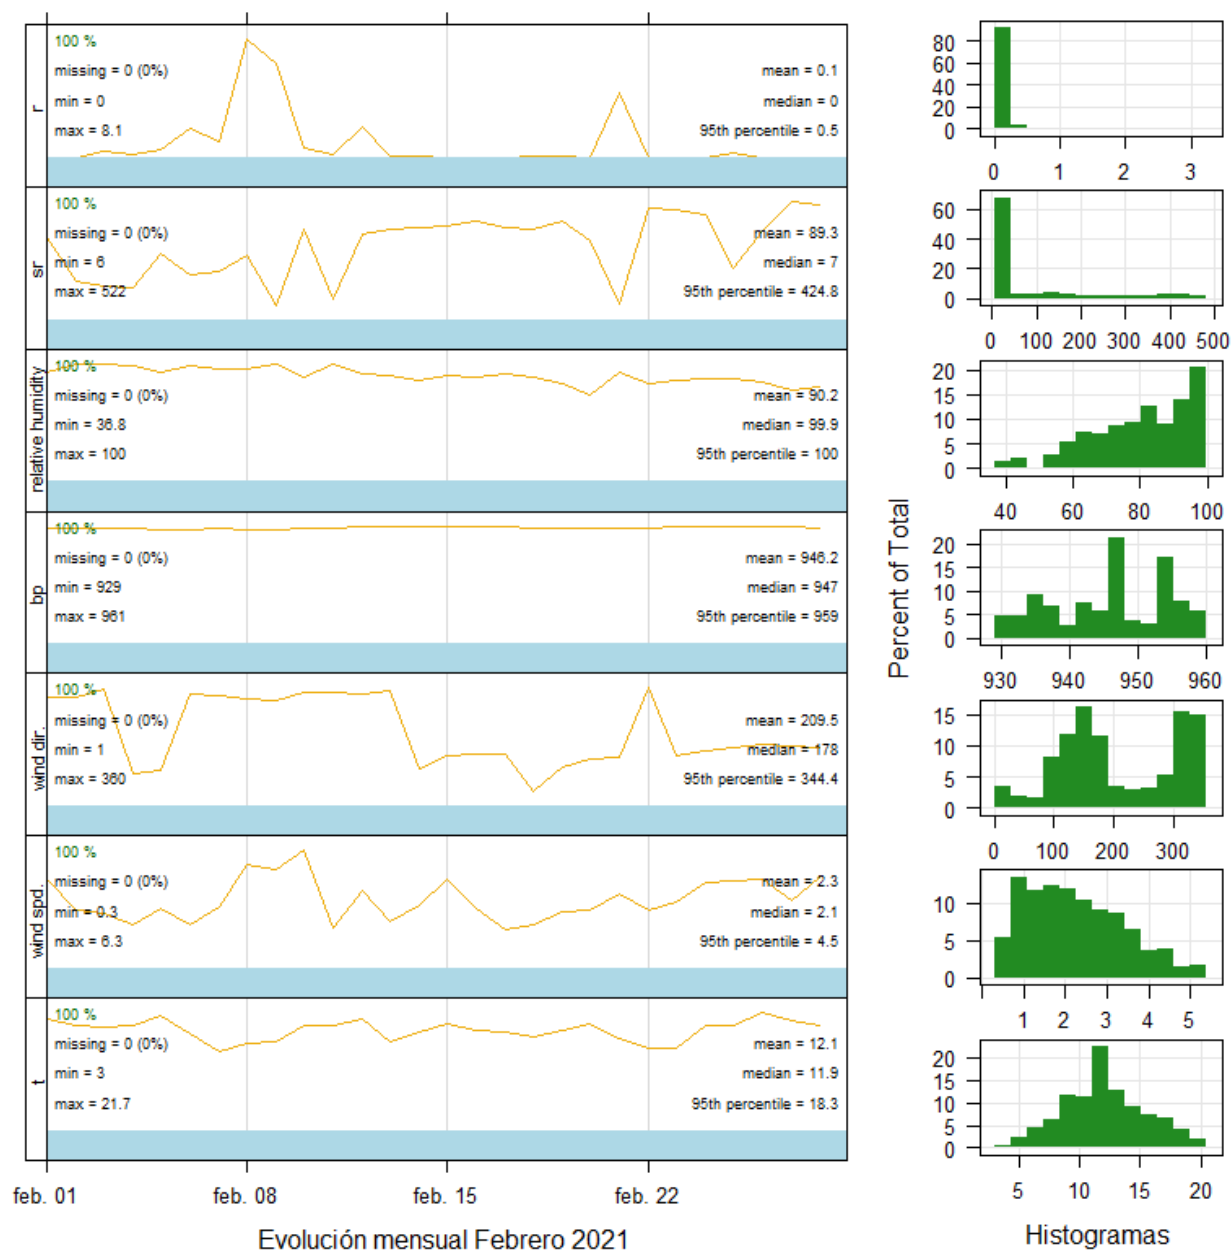 r
100 %
missing = 0 (0%)
min = 0
max = 8.1
mean = 0.1
median = 0
95th percentile = 0.5
sr
100 %
missing = 0 (0%)
min = 6
max = 522
mean = 89.3
median = 7
95th percentile = 424.8
relative humidity
100 %
missing = 0 (0%)
min = 36.8
max = 100
mean = 90.2
median = 99.9
95th percentile = 100
bp
100 %
missing = 0 (0%)
min = 929
max = 961
mean = 946.2
median = 947
95th percentile = 959
wind dir.
100 %
missing = 0 (0%)
min = 1
max = 360
mean = 209.5
median = 178
95th percentile = 344.4
wind spd.
100 %
missing = 0 (0%)
min = 0.3
max = 6.3
mean = 2.3
median = 2.1
95th percentile = 4.5
t
100 %
missing = 0 (0%)
min = 3
max = 21.7
mean = 12.1
median = 11.9
95th percentile = 18.3
feb. 01 feb. 08 feb. 15 feb. 22
Evolución mensual Febrero 2021
Percent of Total
80
60
40
20
0
0 1 2 3
60
40
20
0
0 100 200 300 400 500
20
15
10
5
0
40 60 80 100
20
15
10
5
0
930 940 950 960
15
10
5
0
0 100 200 300
10
5
0
1 2 3 4 5
20
15
10
5
0
5 10 15 20
Histogramas